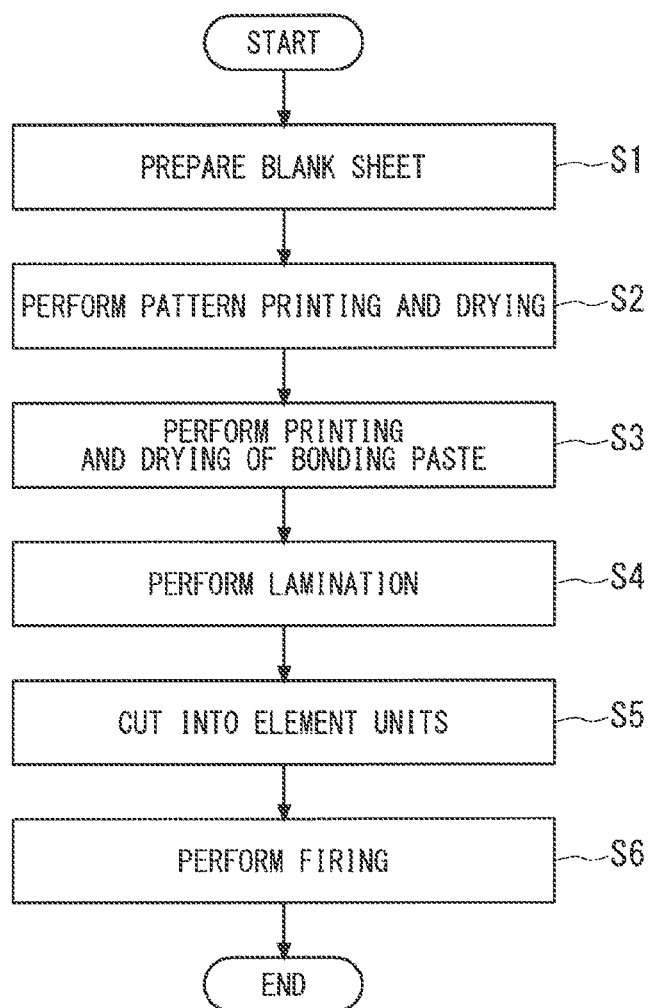 START
PREPARE BLANK SHEET
S1
PERFORM PATTERN PRINTING AND DRYING
S2
PERFORM PRINTING
AND DRYING OF BONDING PASTE
S3
PERFORM LAMINATION
S4
CUT INTO ELEMENT UNITS
S5
PERFORM FIRING
S6
END